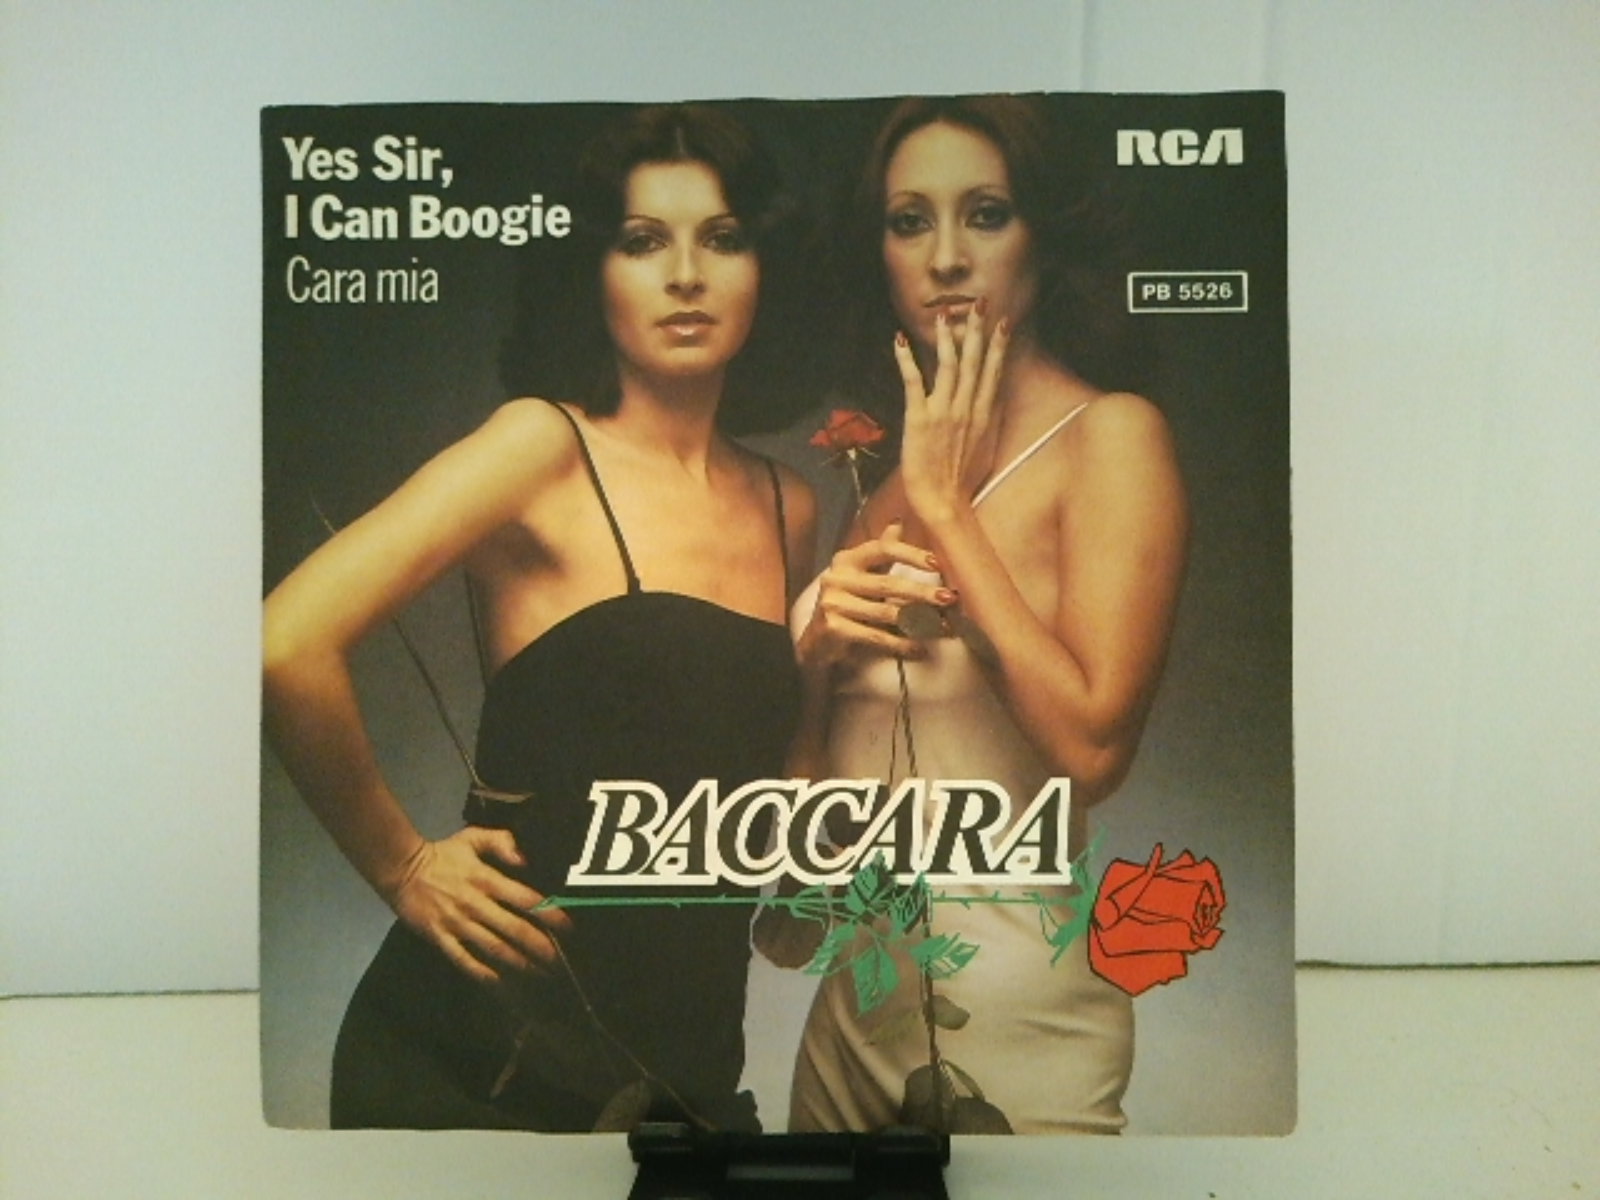 Yes Sir,
I Can Boogie
Cara mia
RCA
PB 5526
BACCARA